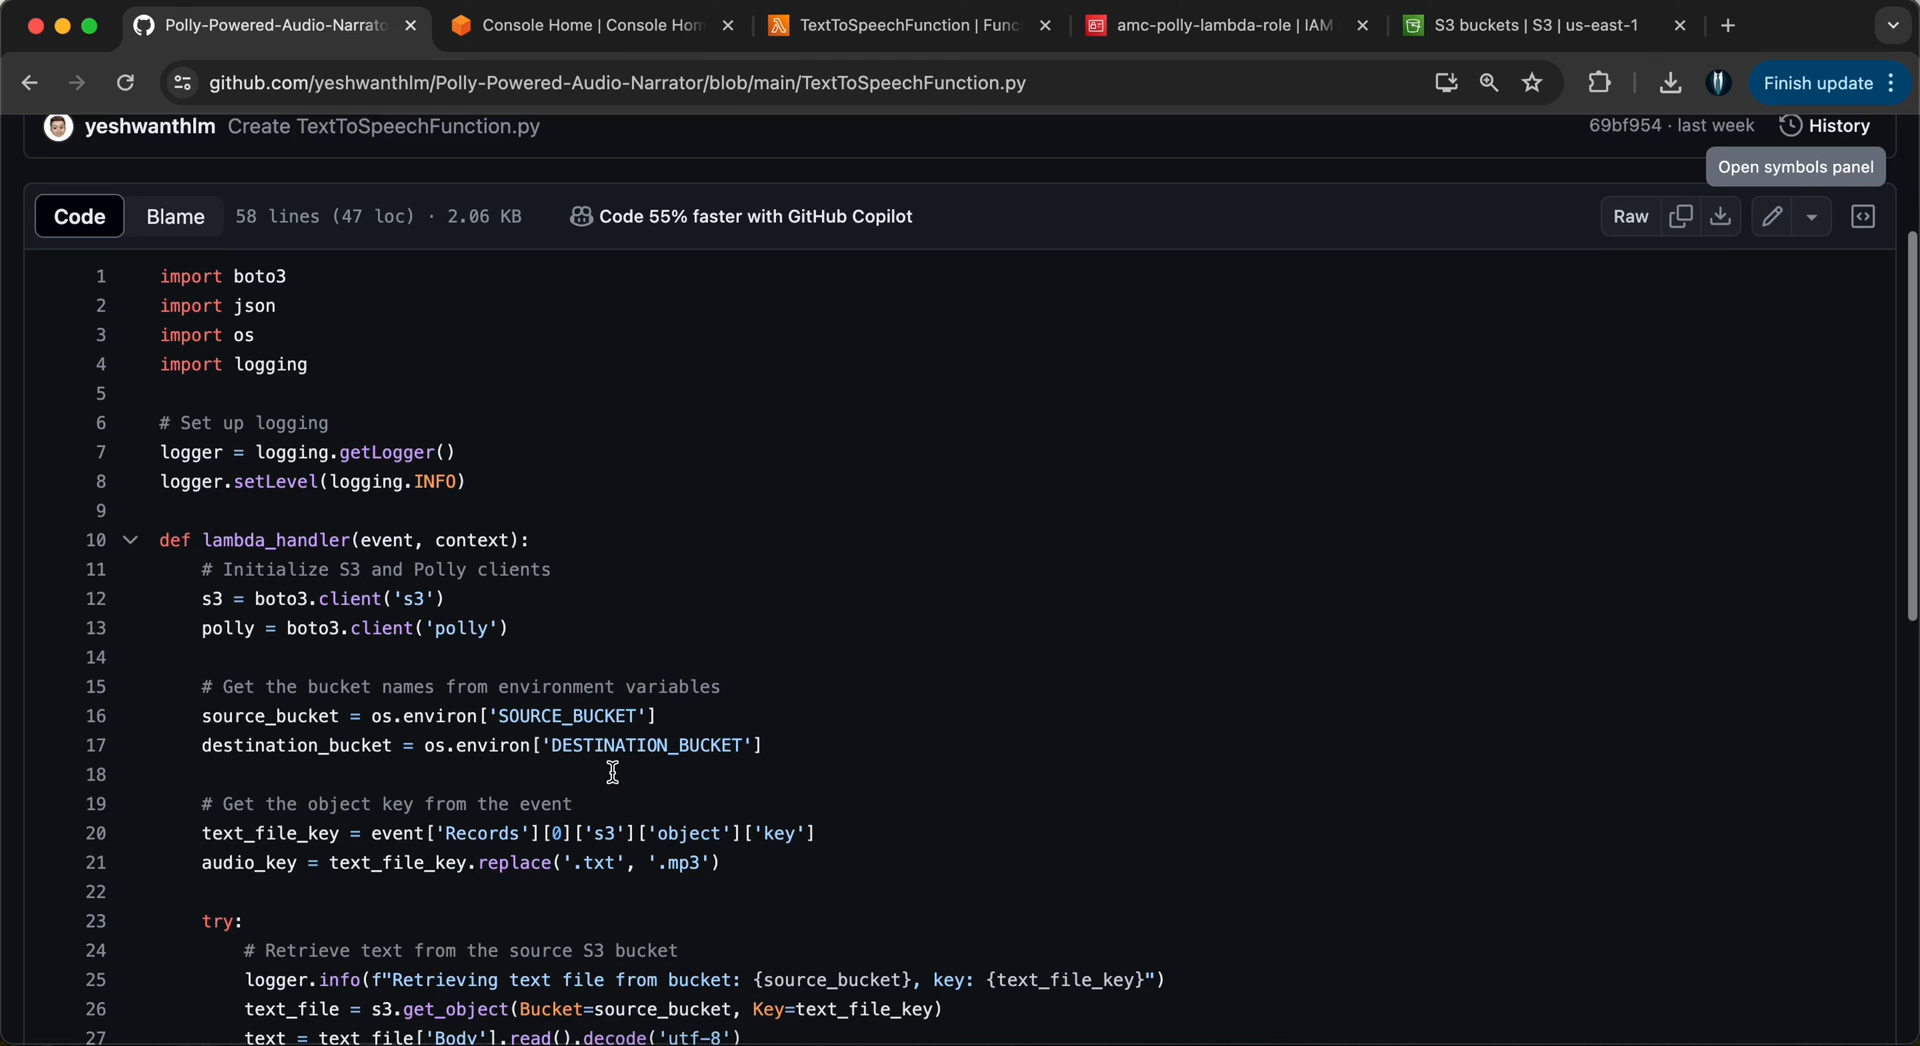 Polly-Powered-Audio-Narrato
Console Home | Console Hom
TextToSpeechFunction | Func
amc-polly-lambda-role | IAM
S3 buckets | S3 | us-east-1
github.com/yeshwanthlm/Polly-Powered-Audio-Narrator/blob/main/TextToSpeechFunction.py
Finish update
yeshwanthlm Create TextToSpeechFunction.py
69bf954 · last week
History
Open symbols panel
Code
Blame
58 lines (47 loc) · 2.06 KB
Code 55% faster with GitHub Copilot
Raw
1 import boto3
2 import json
3 import os
4 import logging
5
6 # Set up logging
7 logger = logging.getLogger()
8 logger.setLevel(logging.INFO)
9
10 def lambda_handler(event, context):
11 # Initialize S3 and Polly clients
12 s3 = boto3.client('s3')
13 polly = boto3.client('polly')
14
15 # Get the bucket names from environment variables
16 source_bucket = os.environ['SOURCE_BUCKET']
17 destination_bucket = os.environ['DESTINATION_BUCKET']
18
19 # Get the object key from the event
20 text_file_key = event['Records'][0]['s3']['object']['key']
21 audio_key = text_file_key.replace('.txt', '.mp3')
22
23 try:
24 # Retrieve text from the source S3 bucket
25 logger.info(f"Retrieving text file from bucket: {source_bucket}, key: {text_file_key}")
26 text_file = s3.get_object(Bucket=source_bucket, Key=text_file_key)
27 text = text_file['Body'].read().decode('utf-8')